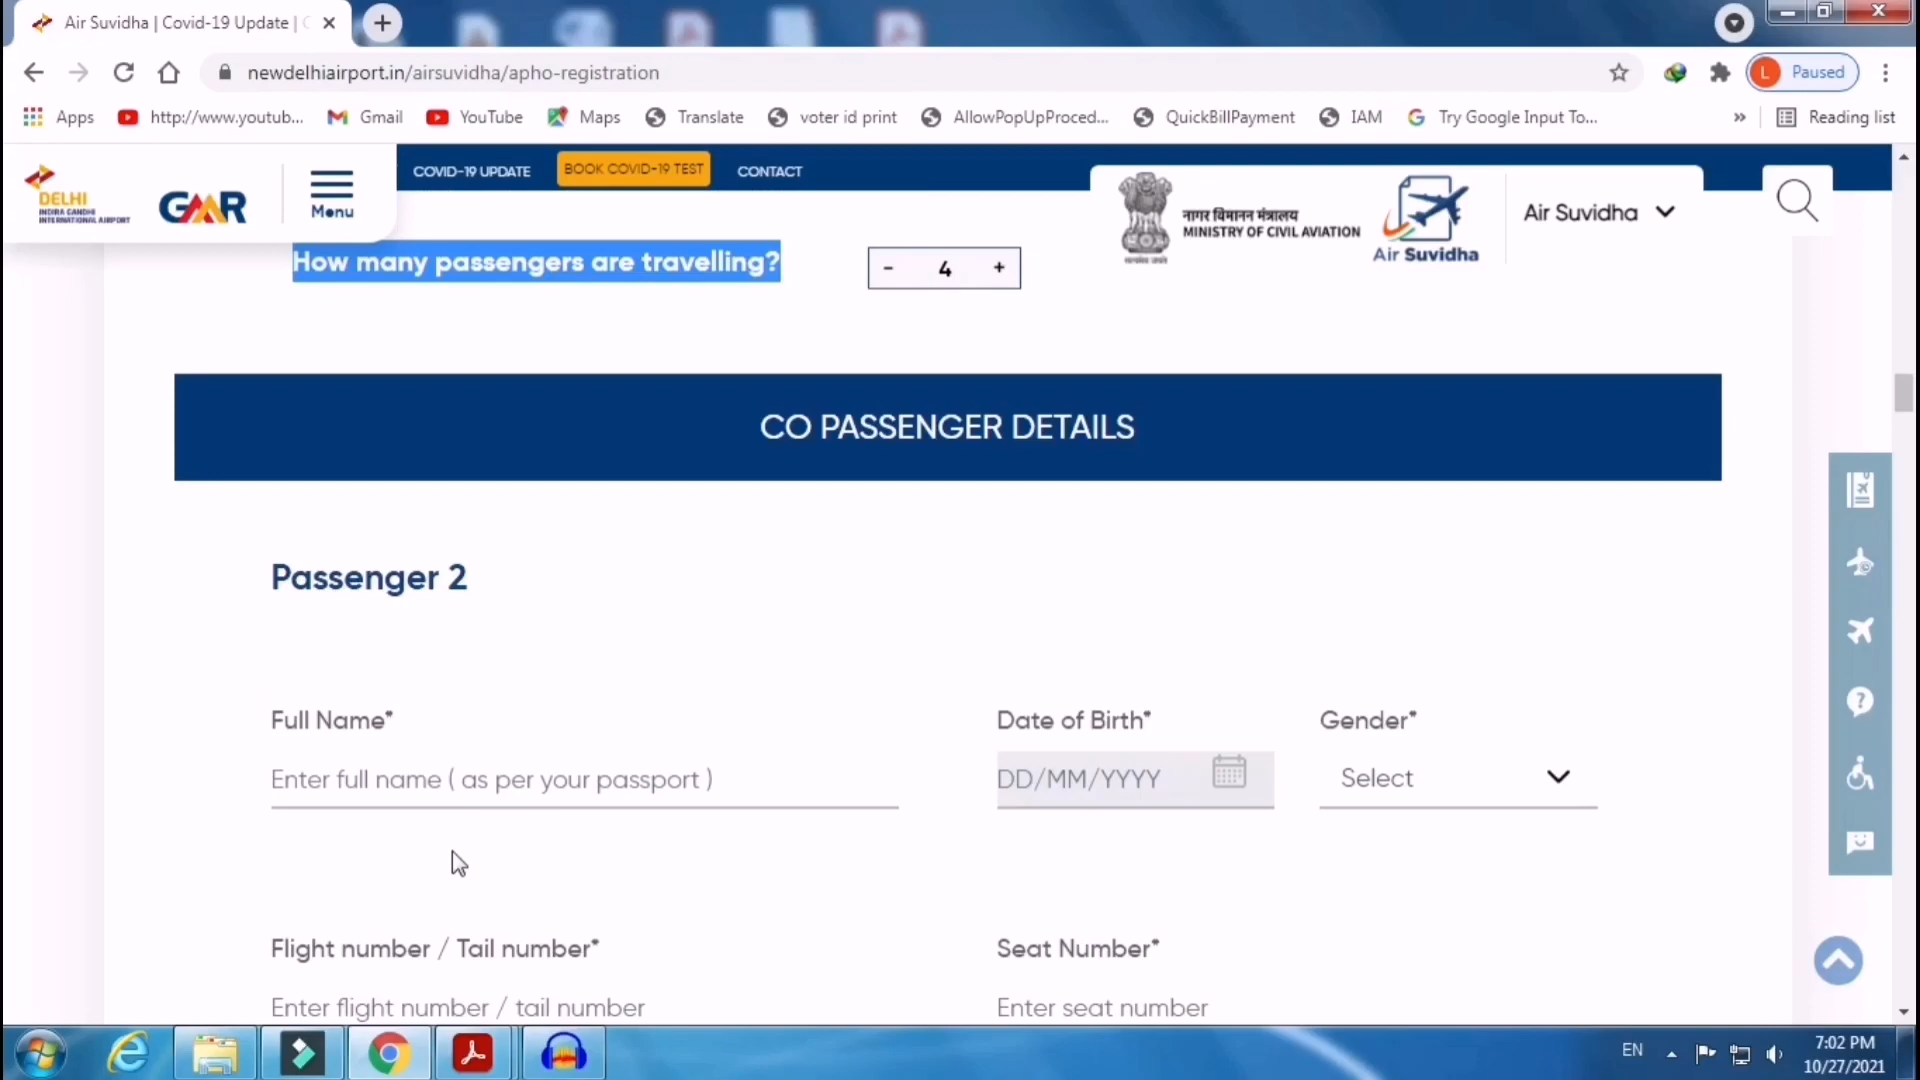 Air Suvidha | Covid-19 Update |
newdelhiairport.in/airsuvidha/apho-registration
L Paused
Apps
http://www.youtub...
Gmail
YouTube
Maps
Translate
voter id print
AllowPopUpProced...
QuickBillPayment
IAM
Try Google Input To...
»
Reading list
DELHI
INDIRA GANDHI
INTERNATIONAL AIRPORT
GMR
Menu
COVID-19 UPDATE
BOOK COVID-19 TEST
CONTACT
नागर विमानन मंत्रालय
MINISTRY OF CIVIL AVIATION
Air Suvidha
Air Suvidha
How many passengers are travelling?
- 4 +
CO PASSENGER DETAILS
Passenger 2
Full Name*
Date of Birth*
Gender*
Enter full name ( as per your passport )
DD/MM/YYYY
Select
Flight number / Tail number*
Seat Number*
Enter flight number / tail number
Enter seat number
EN
7:02 PM
10/27/2021